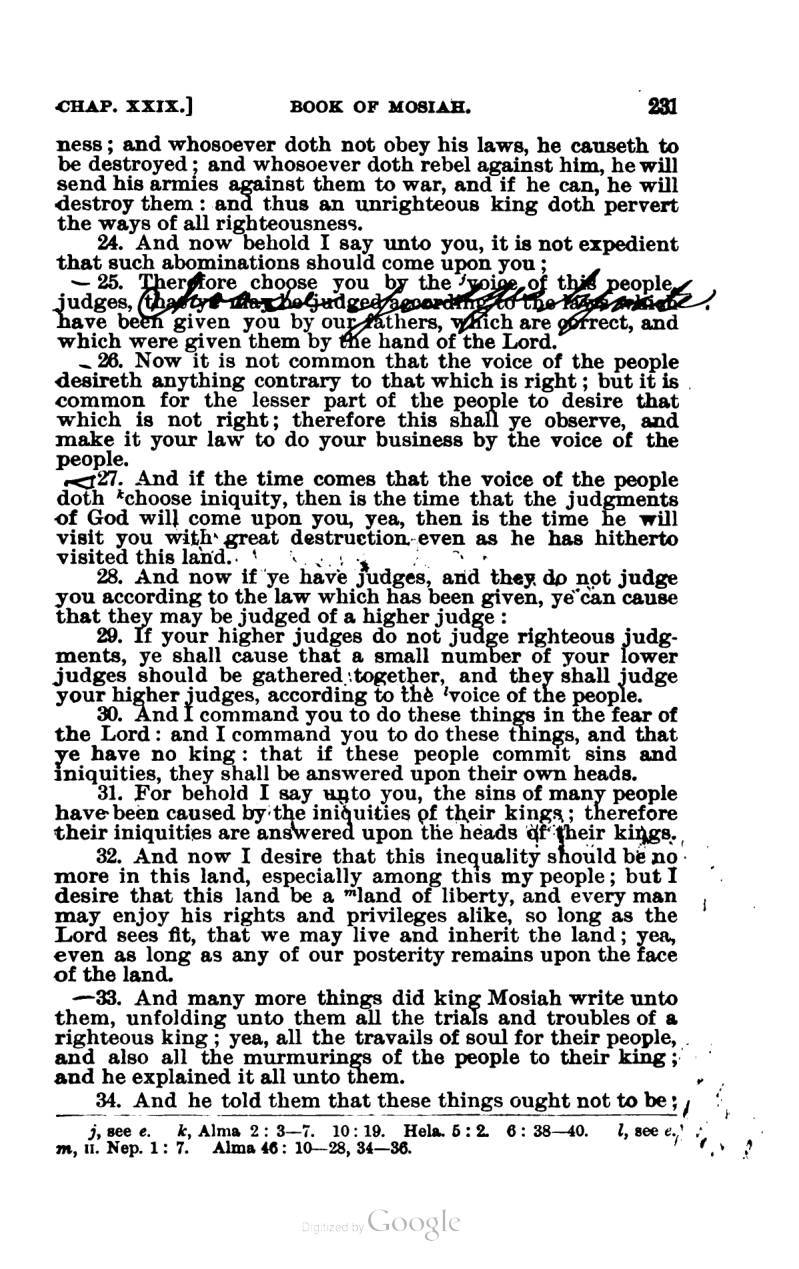 CHAP. XXIX.] BOOK OF MOSIAH. 231
ness; and whosoever doth not obey his laws, he causeth to
be destroyed; and whosoever doth rebel against him, he will
send his armies against them to war, and if he can, he will
destroy them: and thus an unrighteous king doth pervert
the ways of all righteousness.
24. And now behold I say unto you, it is not expedient
that such abominations should come upon you;
— 25. Therefore choose you by the ʲvoice of this people,
judges, that ye may be judged according to the laws which
have been given you by our fathers, which are correct, and
which were given them by the hand of the Lord.
26. Now it is not common that the voice of the people
desireth anything contrary to that which is right; but it is
common for the lesser part of the people to desire that
which is not right; therefore this shall ye observe, and
make it your law to do your business by the voice of the
people.
27. And if the time comes that the voice of the people
doth ᵏchoose iniquity, then is the time that the judgments
of God will come upon you, yea, then is the time he will
visit you with great destruction even as he has hitherto
visited this land.
28. And now if ye have judges, and they do not judge
you according to the law which has been given, ye can cause
that they may be judged of a higher judge:
29. If your higher judges do not judge righteous judg-
ments, ye shall cause that a small number of your lower
judges should be gathered together, and they shall judge
your higher judges, according to the ˡvoice of the people.
30. And I command you to do these things in the fear of
the Lord: and I command you to do these things, and that
ye have no king: that if these people commit sins and
iniquities, they shall be answered upon their own heads.
31. For behold I say unto you, the sins of many people
have been caused by the iniquities of their kings; therefore
their iniquities are answered upon the heads of their kings.
32. And now I desire that this inequality should be no
more in this land, especially among this my people; but I
desire that this land be a ᵐland of liberty, and every man
may enjoy his rights and privileges alike, so long as the
Lord sees fit, that we may live and inherit the land; yea,
even as long as any of our posterity remains upon the face
of the land.
—33. And many more things did king Mosiah write unto
them, unfolding unto them all the trials and troubles of a
righteous king; yea, all the travails of soul for their people,
and also all the murmurings of the people to their king;
and he explained it all unto them.
34. And he told them that these things ought not to be;
j, see e. k, Alma 2: 3—7. 10: 19. Hela. 5: 2. 6: 38—40. l, see e.
m, II. Nep. 1: 7. Alma 46: 10—28, 34—36.
Digitized by Google